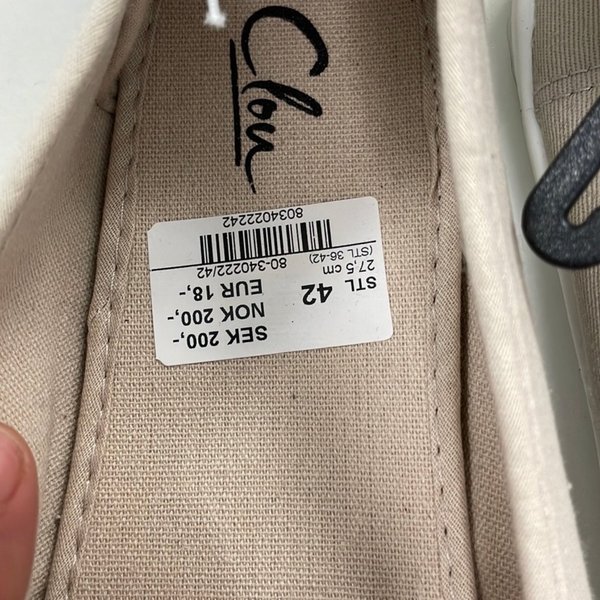 Clou
SEK 200,-
NOK 200,-
STL 42 EUR 18,-
27,5 cm
(STL 36-42) 80-34022/42
8034022242